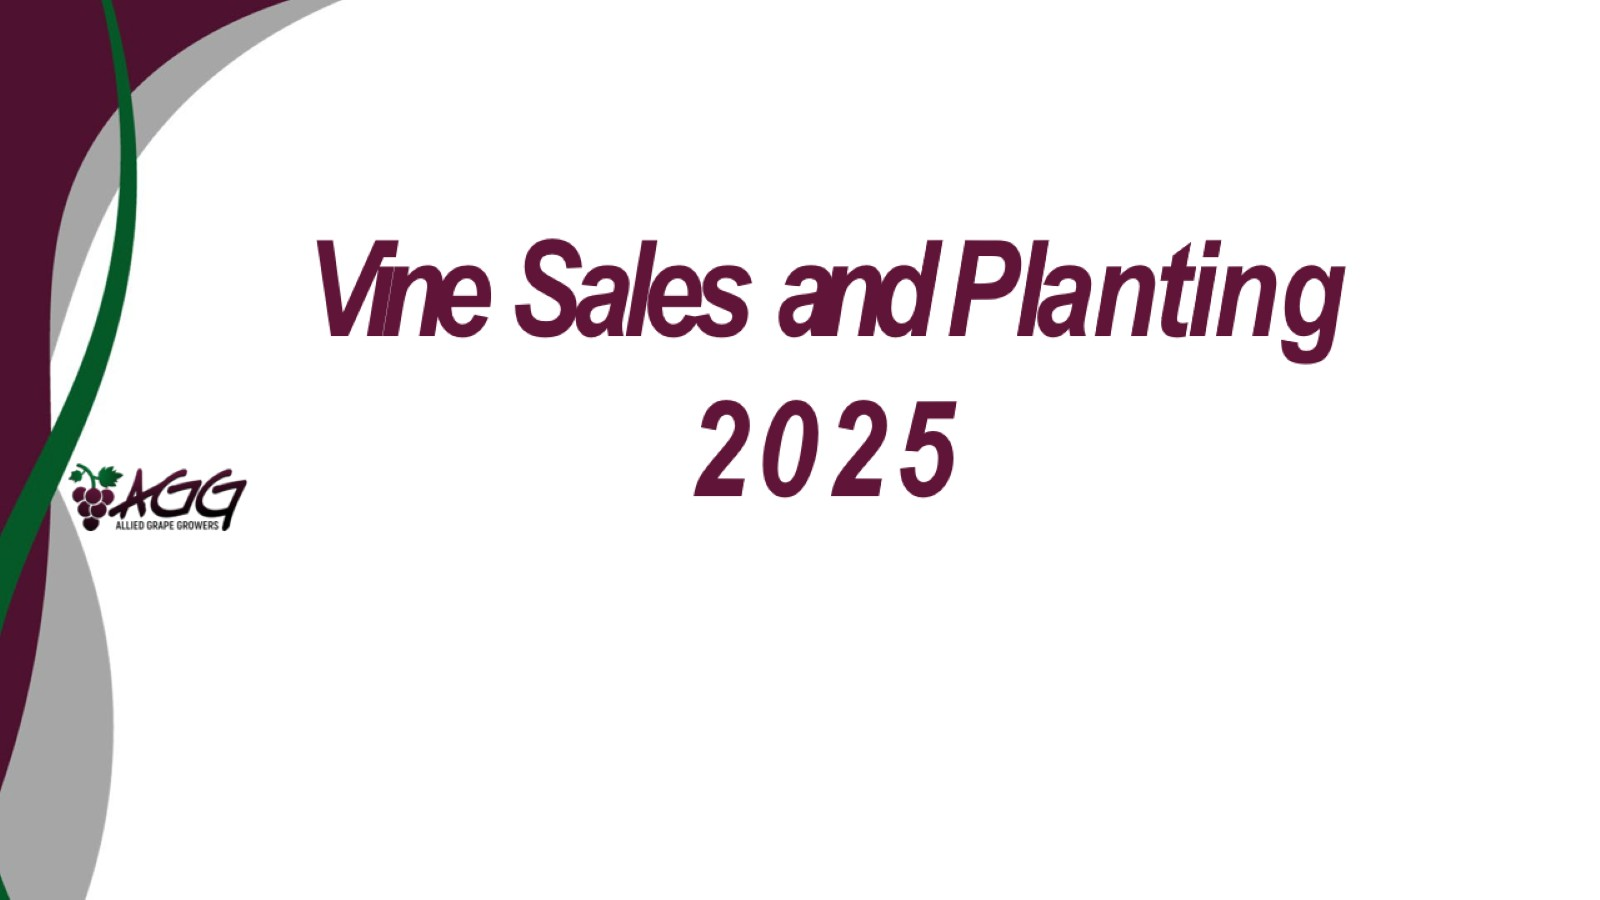 Vine Sales and Planting
2025
AGG
ALLIED GRAPE GROWERS